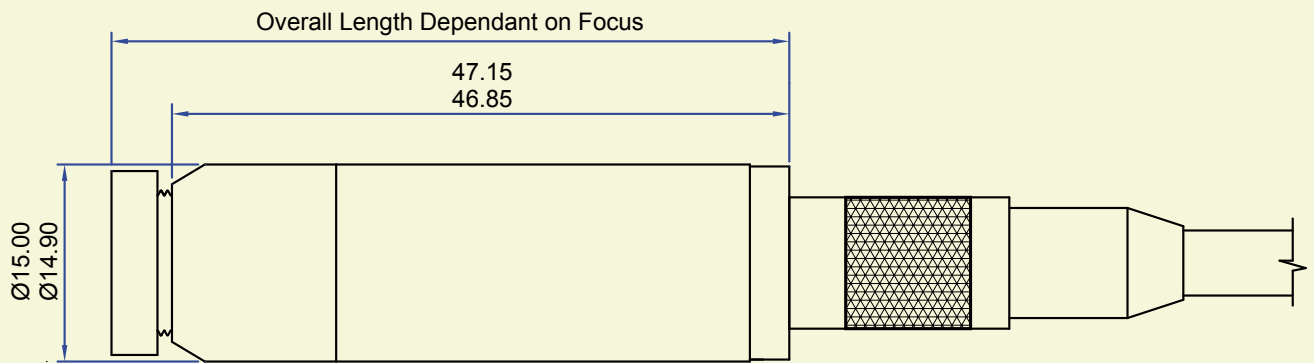 Overall Length Dependant on Focus
47.15
46.85
Ø15.00
Ø14.90